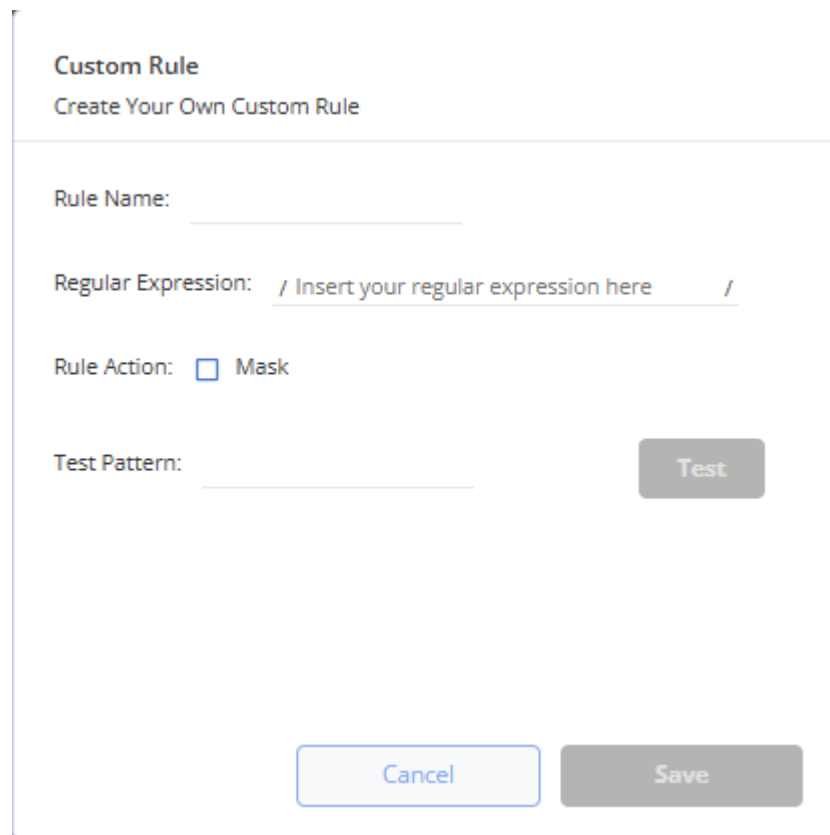 Custom Rule
Create Your Own Custom Rule
Rule Name:
Regular Expression: / Insert your regular expression here /
Rule Action: Mask
Test Pattern: Test
Cancel Save